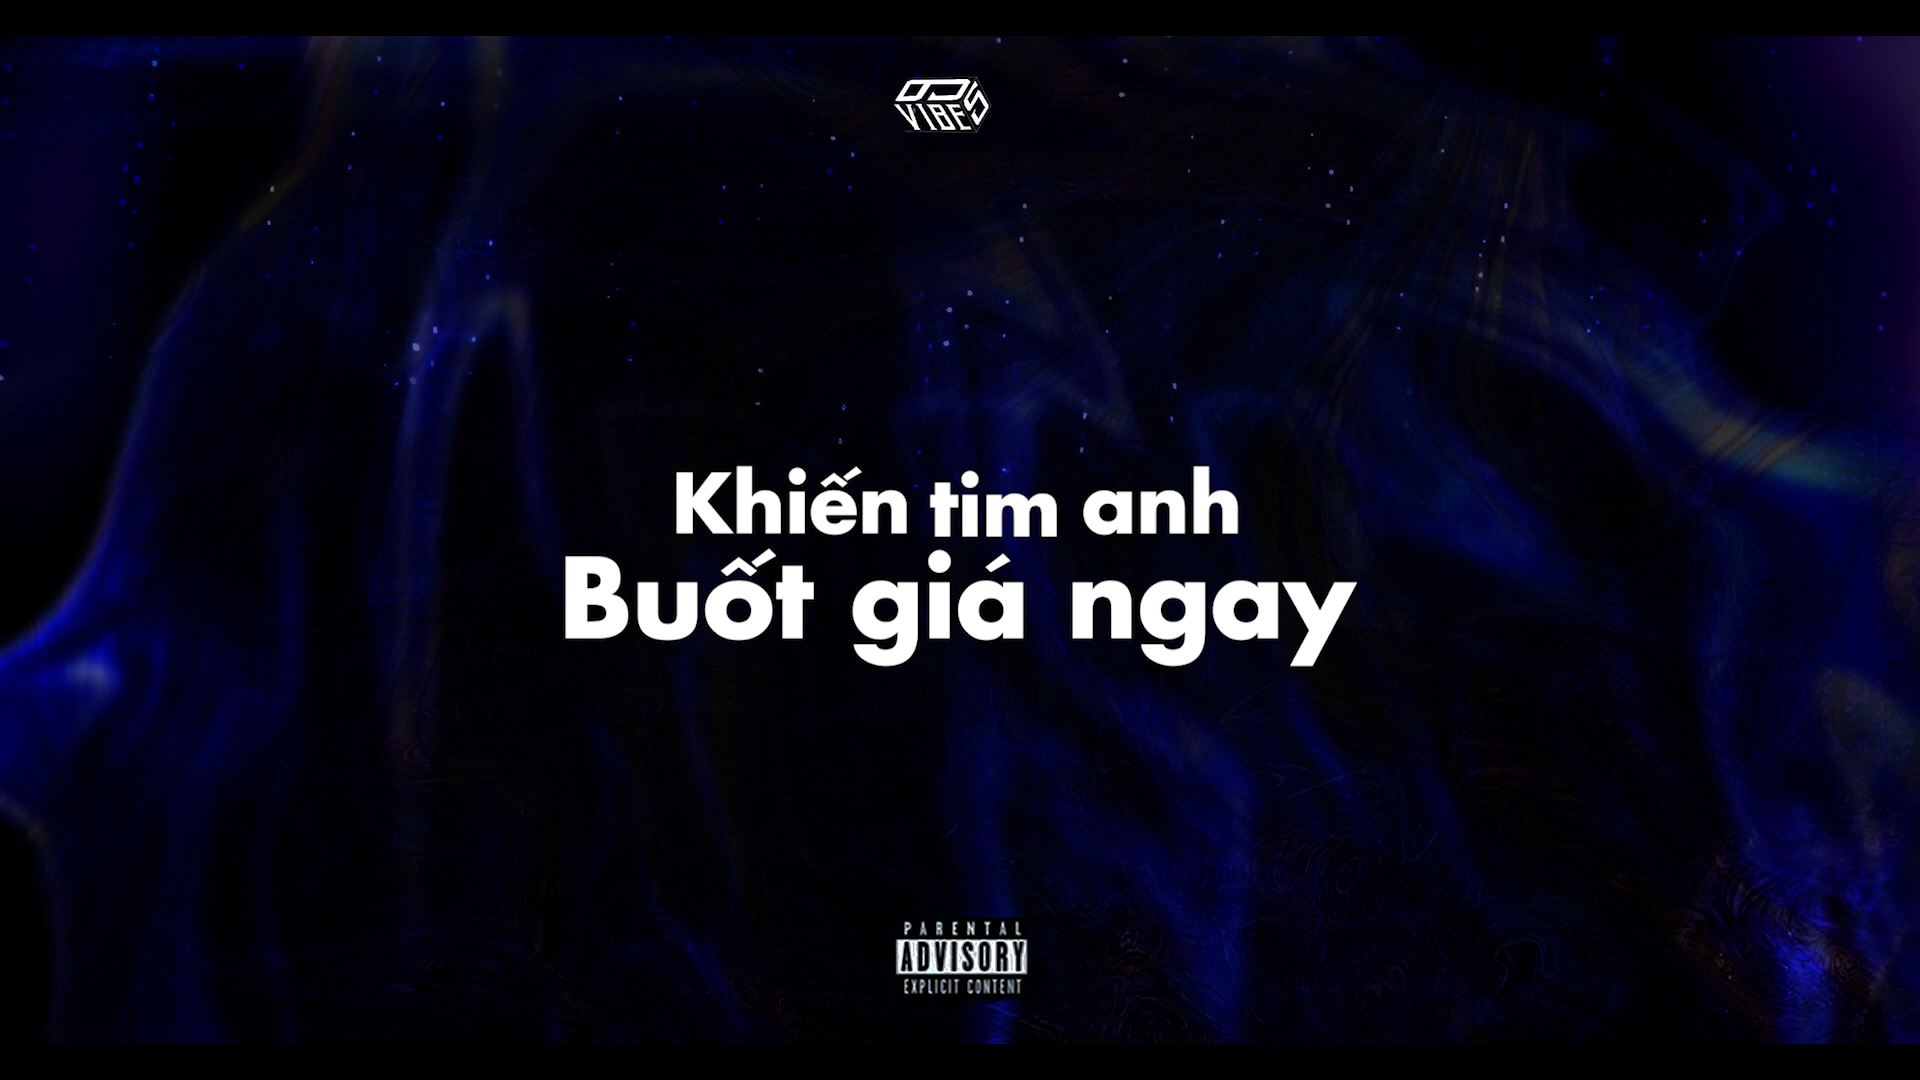 DJ
VIBES
Khiến tim anh
Buốt giá ngay
PARENTAL
ADVISORY
EXPLICIT CONTENT